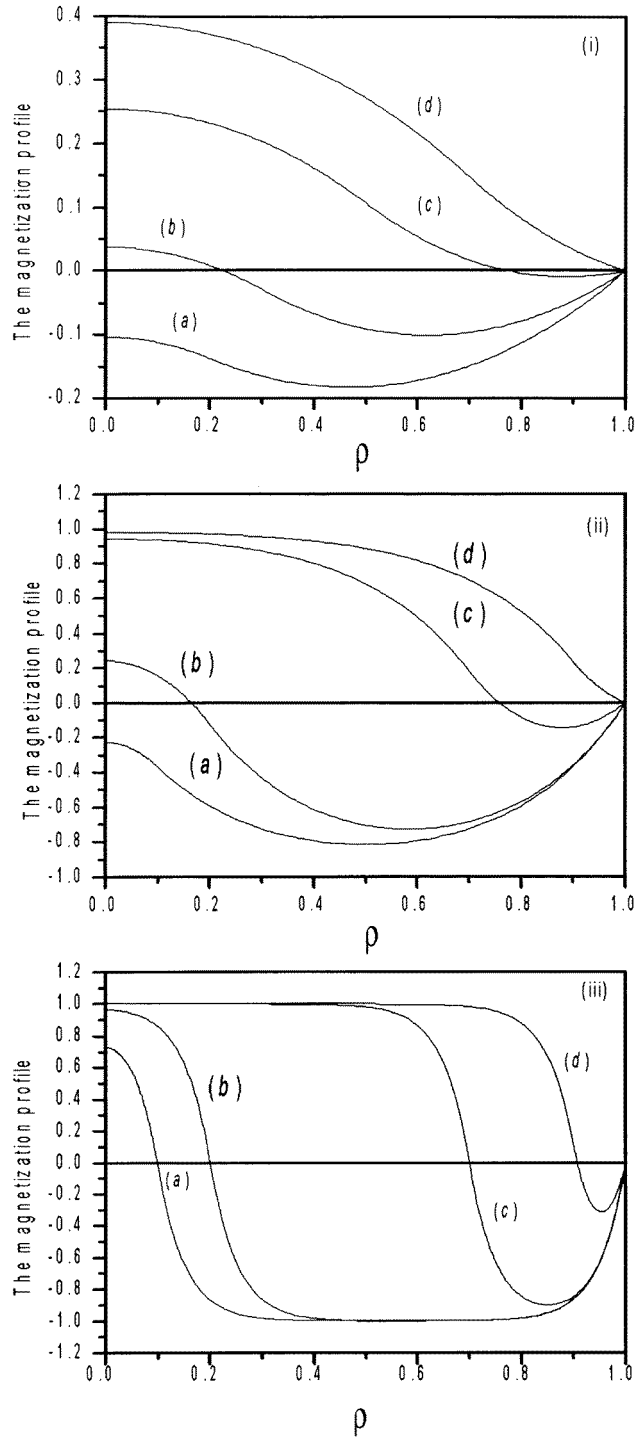 The magnetization profile
0.4
0.3
0.2
0.1
0.0
-0.1
-0.2
(i)
(d)
(c)
(b)
(a)
0.0 0.2 0.4 0.6 0.8 1.0
ρ
The magnetization profile
1.2
1.0
0.8
0.6
0.4
0.2
0.0
-0.2
-0.4
-0.6
-0.8
-1.0
(ii)
(d)
(c)
(b)
(a)
0.0 0.2 0.4 0.6 0.8 1.0
ρ
The magnetization profile
1.2
1.0
0.8
0.6
0.4
0.2
0.0
-0.2
-0.4
-0.6
-0.8
-1.0
-1.2
(iii)
(d)
(b)
(a)
(c)
0.0 0.2 0.4 0.6 0.8 1.0
ρ